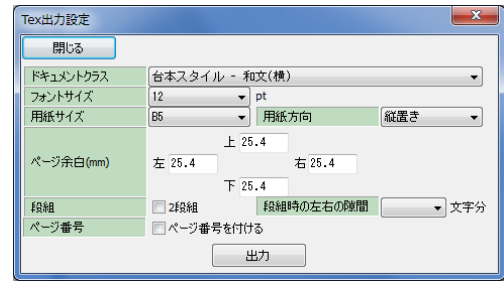 Tex出力設定
閉じる
ドキュメントクラス 台本スタイル - 和文(横)
フォントサイズ 12 pt
用紙サイズ B5 用紙方向 縦置き
上 25.4
ページ余白(mm) 左 25.4 右 25.4
下 25.4
段組 2段組 段組時の左右の隙間 文字分
ページ番号 ページ番号を付ける
出力